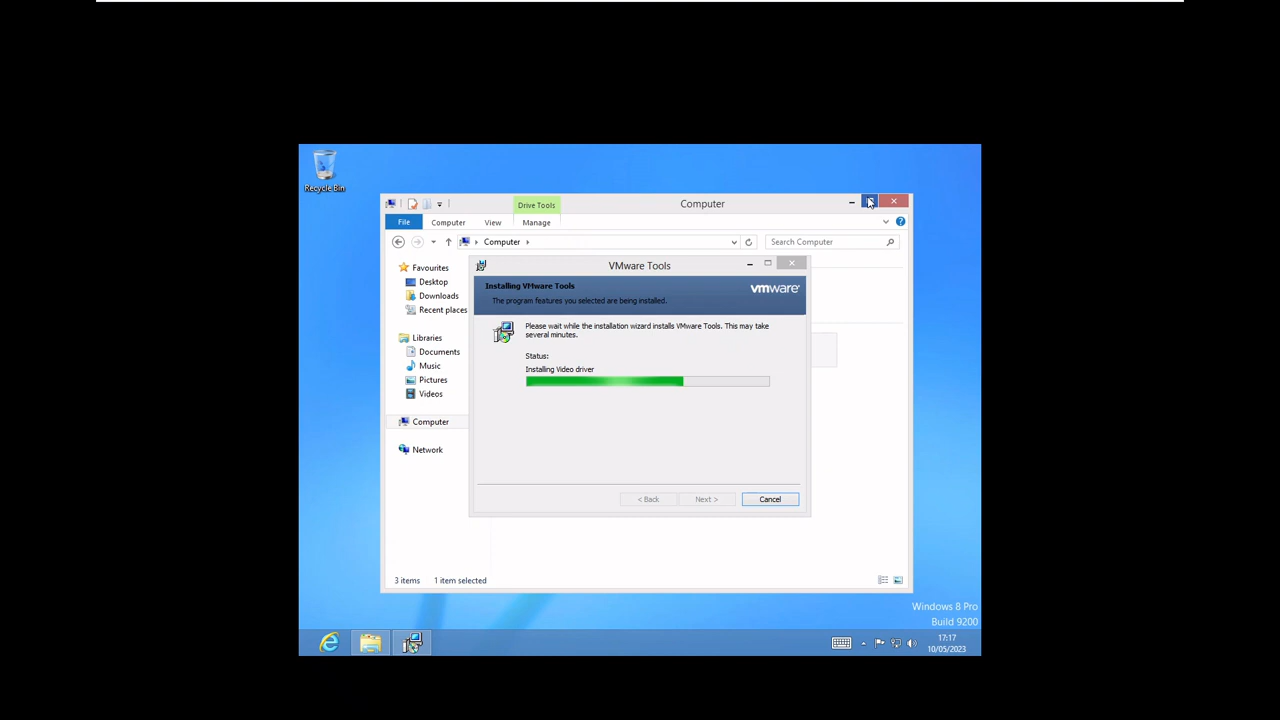 Recycle Bin
Drive Tools
Computer
File
Computer
View
Manage
Computer
Search Computer
Favourites
Desktop
Downloads
Recent places
Libraries
Documents
Music
Pictures
Videos
Computer
Network
VMware Tools
Installing VMware Tools
The program features you selected are being installed.
vmware
Please wait while the installation wizard installs VMware Tools. This may take
several minutes.
Status:
Installing Video driver
< Back
Next >
Cancel
3 items
1 item selected
Windows 8 Pro
Build 9200
17:17
10/05/2023